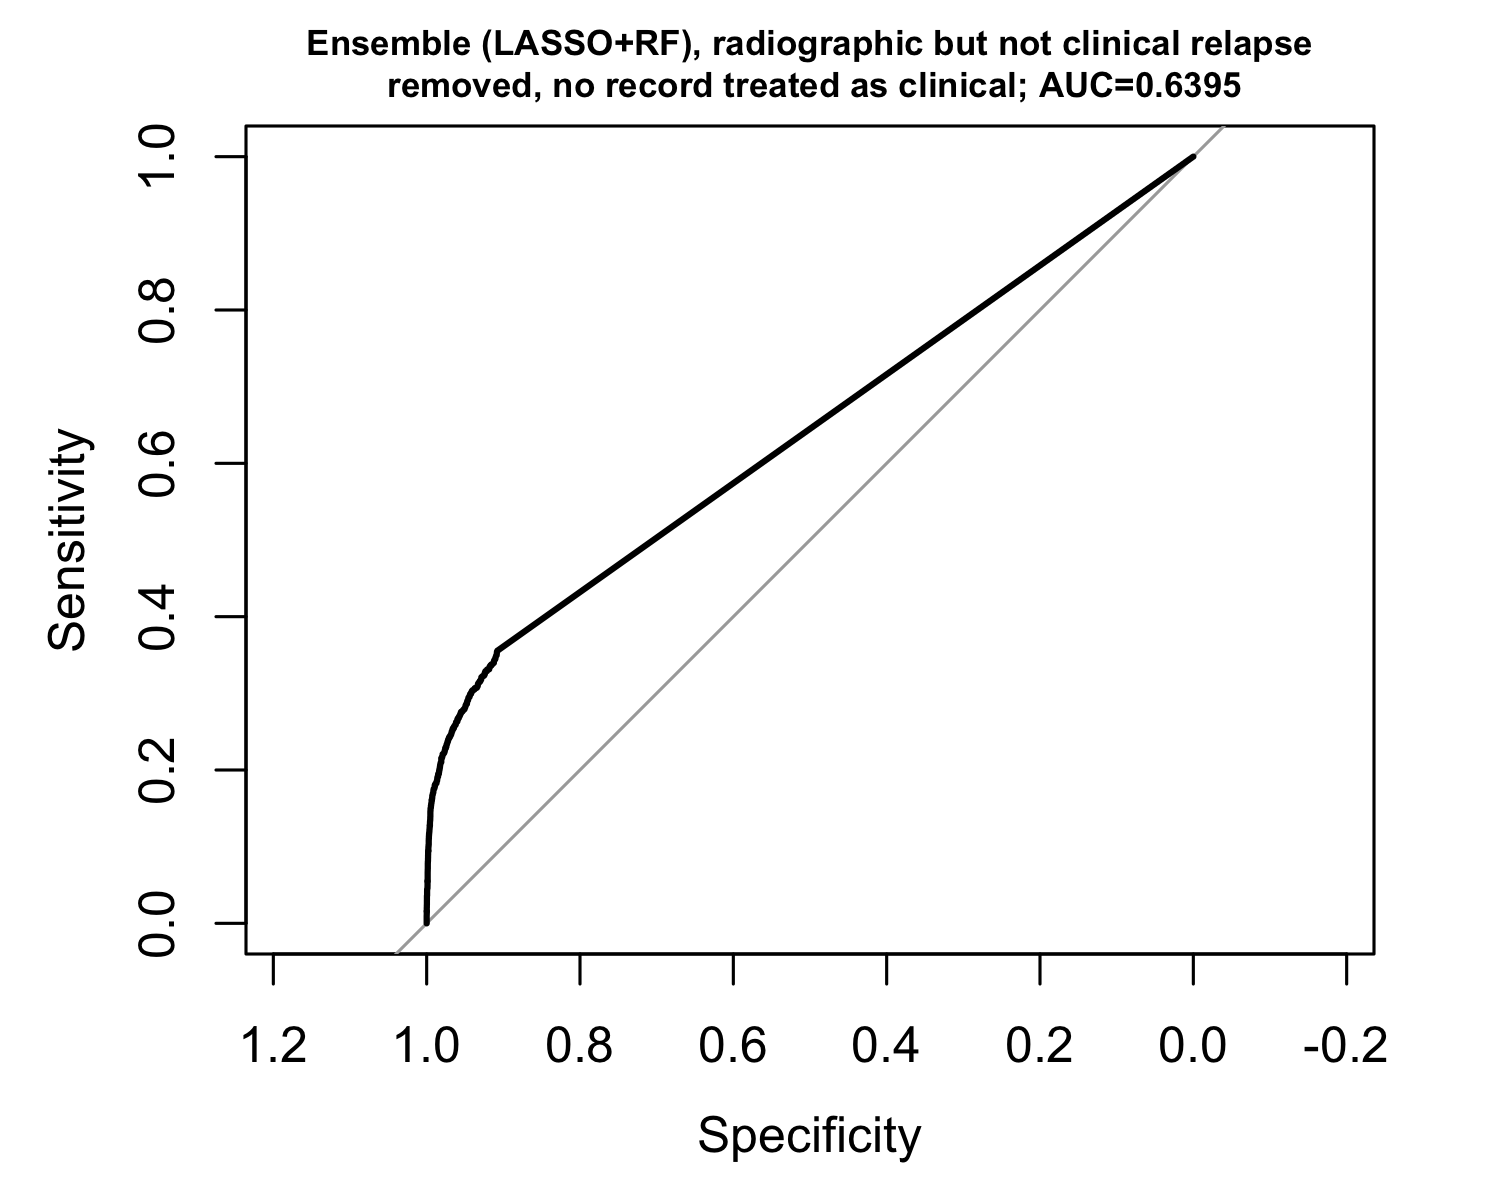 Ensemble (LASSO+RF), radiographic but not clinical relapse
removed, no record treated as clinical; AUC=0.6395
Sensitivity
1.0
0.8
0.6
0.4
0.2
0.0
1.2 1.0 0.8 0.6 0.4 0.2 0.0 -0.2
Specificity